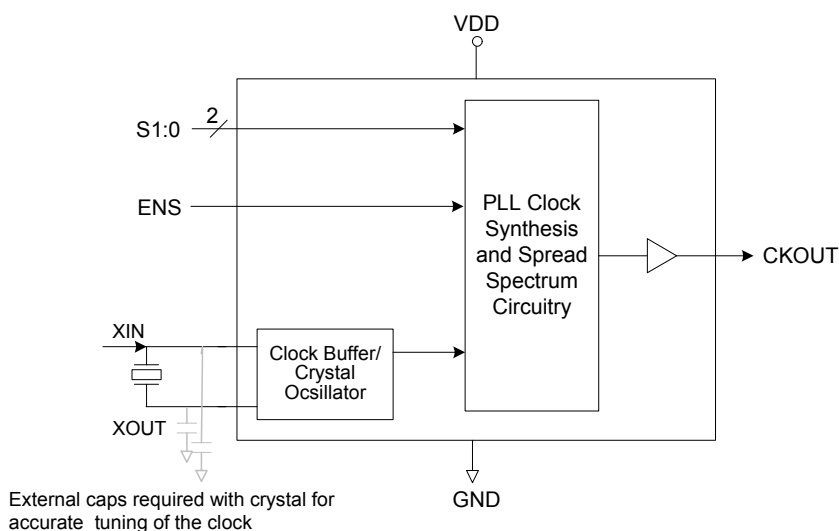 VDD
S1:0
2
ENS
PLL Clock
Synthesis
and Spread
Spectrum
Circuitry
CKOUT
XIN
Clock Buffer/
Crystal
Ocsillator
XOUT
GND
External caps required with crystal for
accurate tuning of the clock